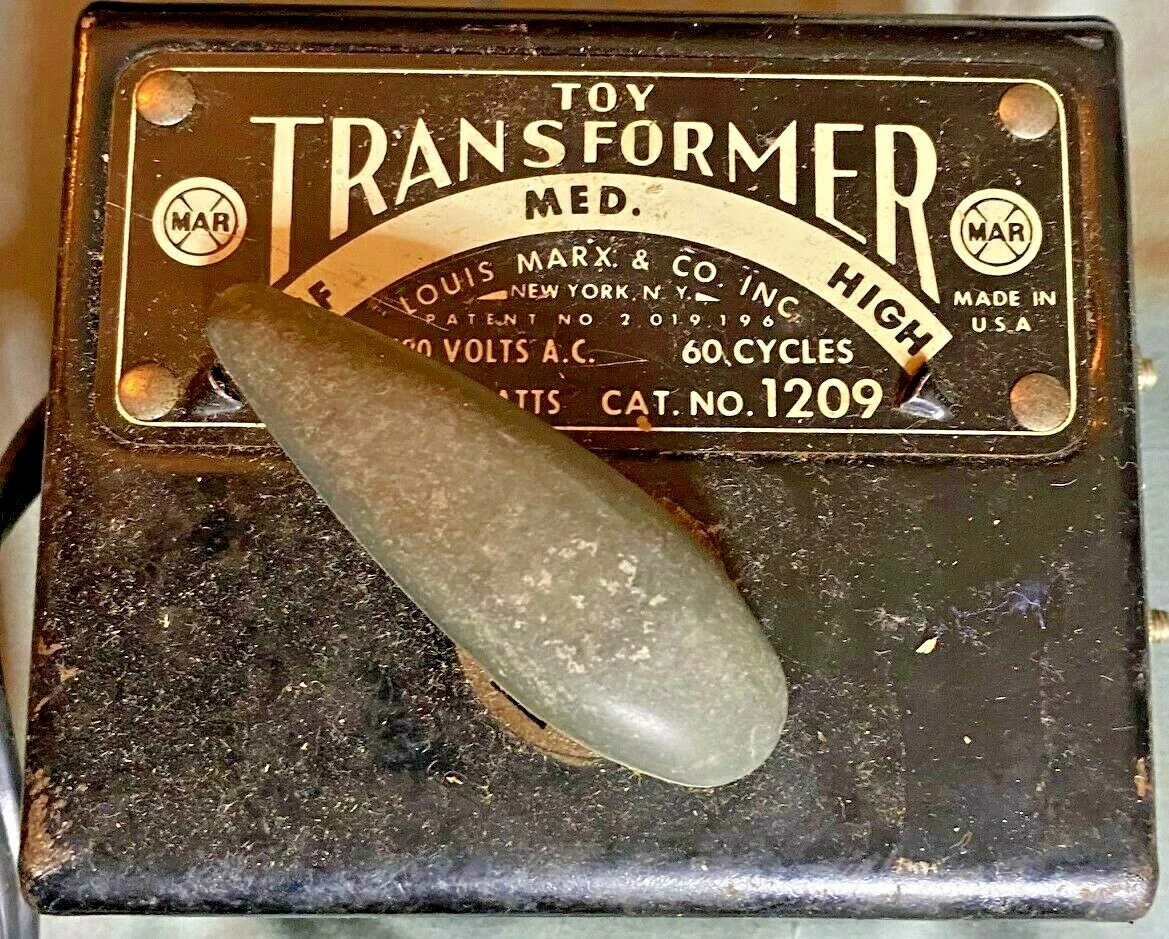 TOY
TRANSFORMER
MED.
HIGH
MAR
MAR
LOUIS MARX & CO. INC.
NEW YORK, N.Y.
PATENT NO 2 019 196
MADE IN
U.S.A
VOLTS A.C. 60 CYCLES
CAT. NO. 1209